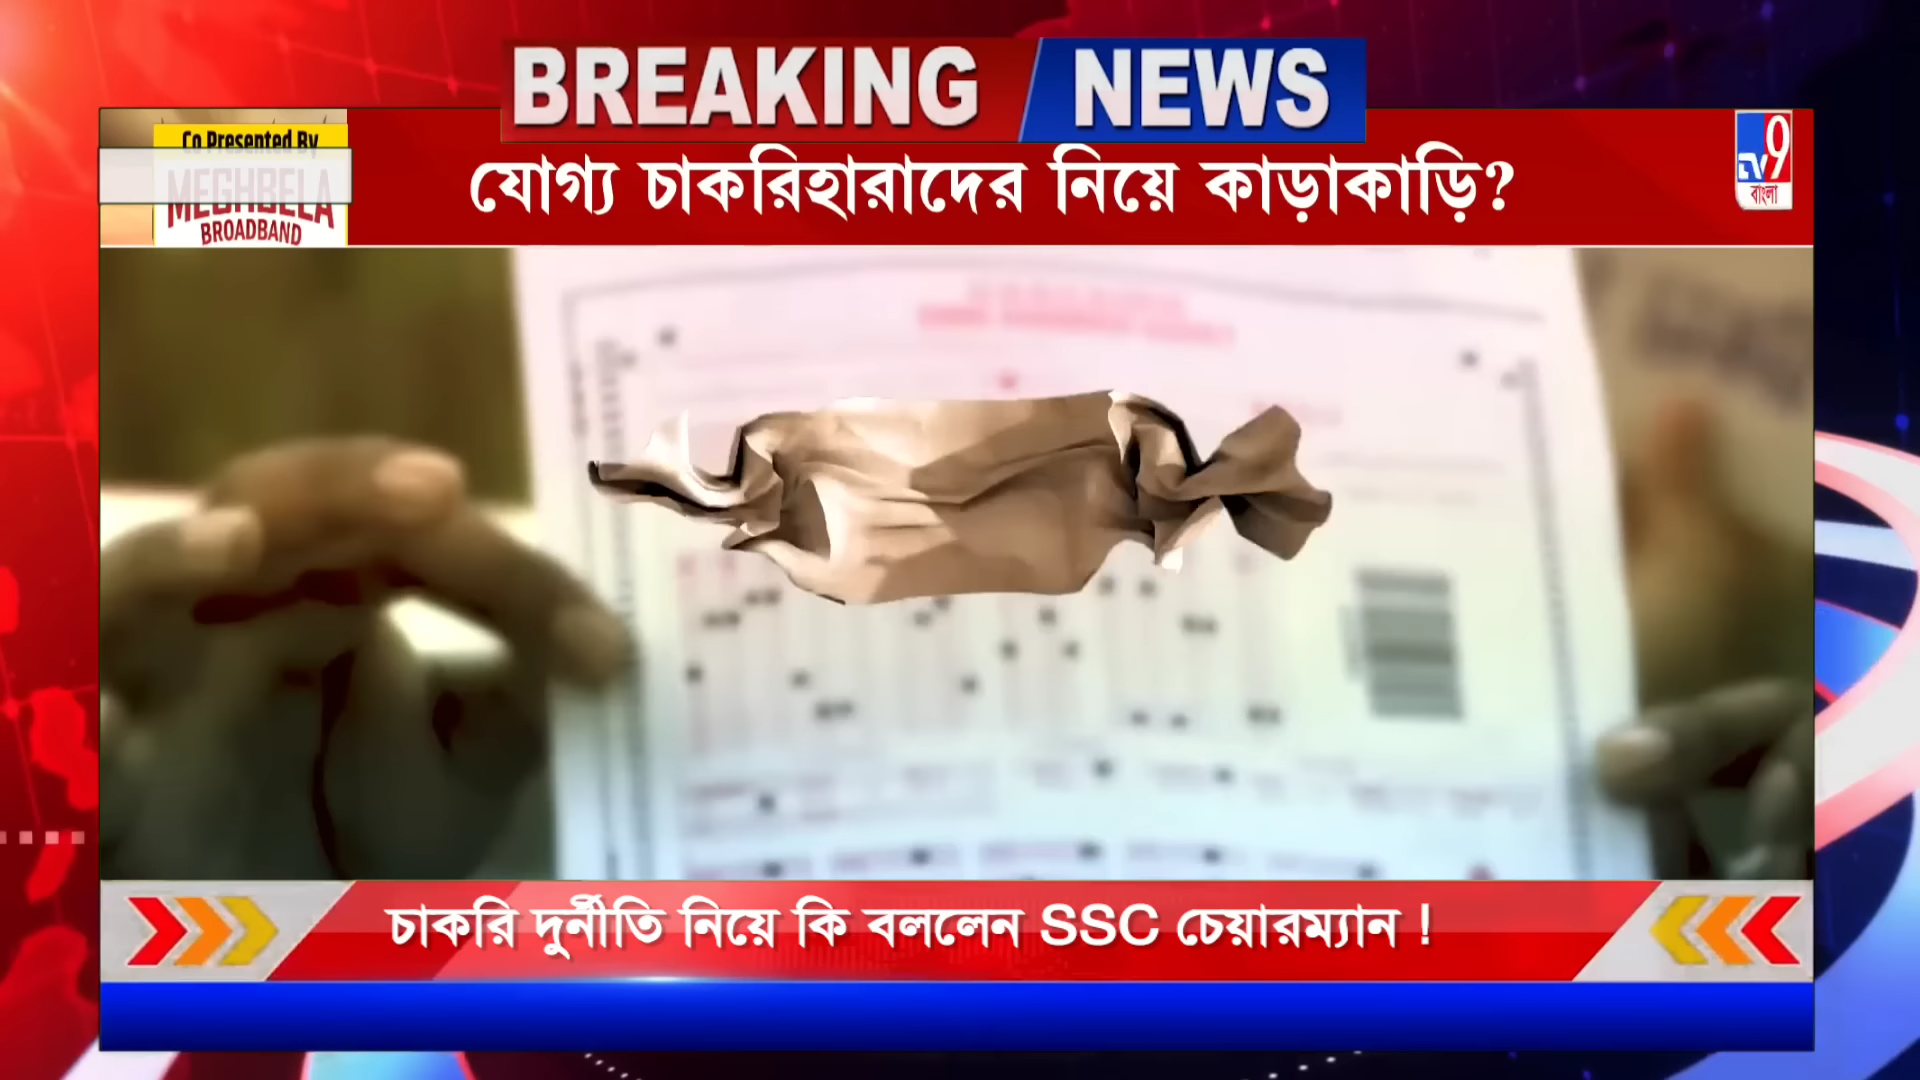 BREAKING NEWS
Co Presented By
MEGHBELA
BROADBAND
যোগ্য চাকরিহারাদের নিয়ে কাড়াকাড়ি?
TV9
বাংলা
চাকরি দুর্নীতি নিয়ে কি বললেন SSC চেয়ারম্যান !